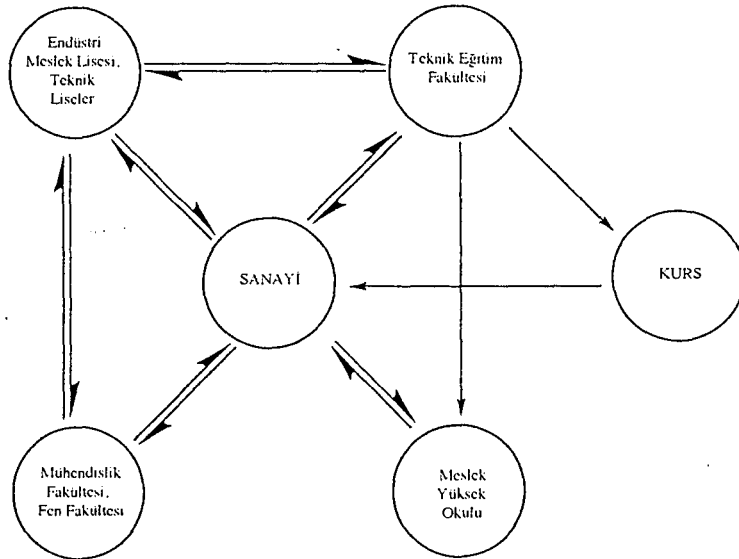 Endüstri
Meslek Lisesi,
Teknik
Liseler
Teknik Eğitim
Fakültesi
SANAYİ
KURS
Mühendislik
Fakültesi,
Fen Fakültesi
Meslek
Yüksek
Okulu